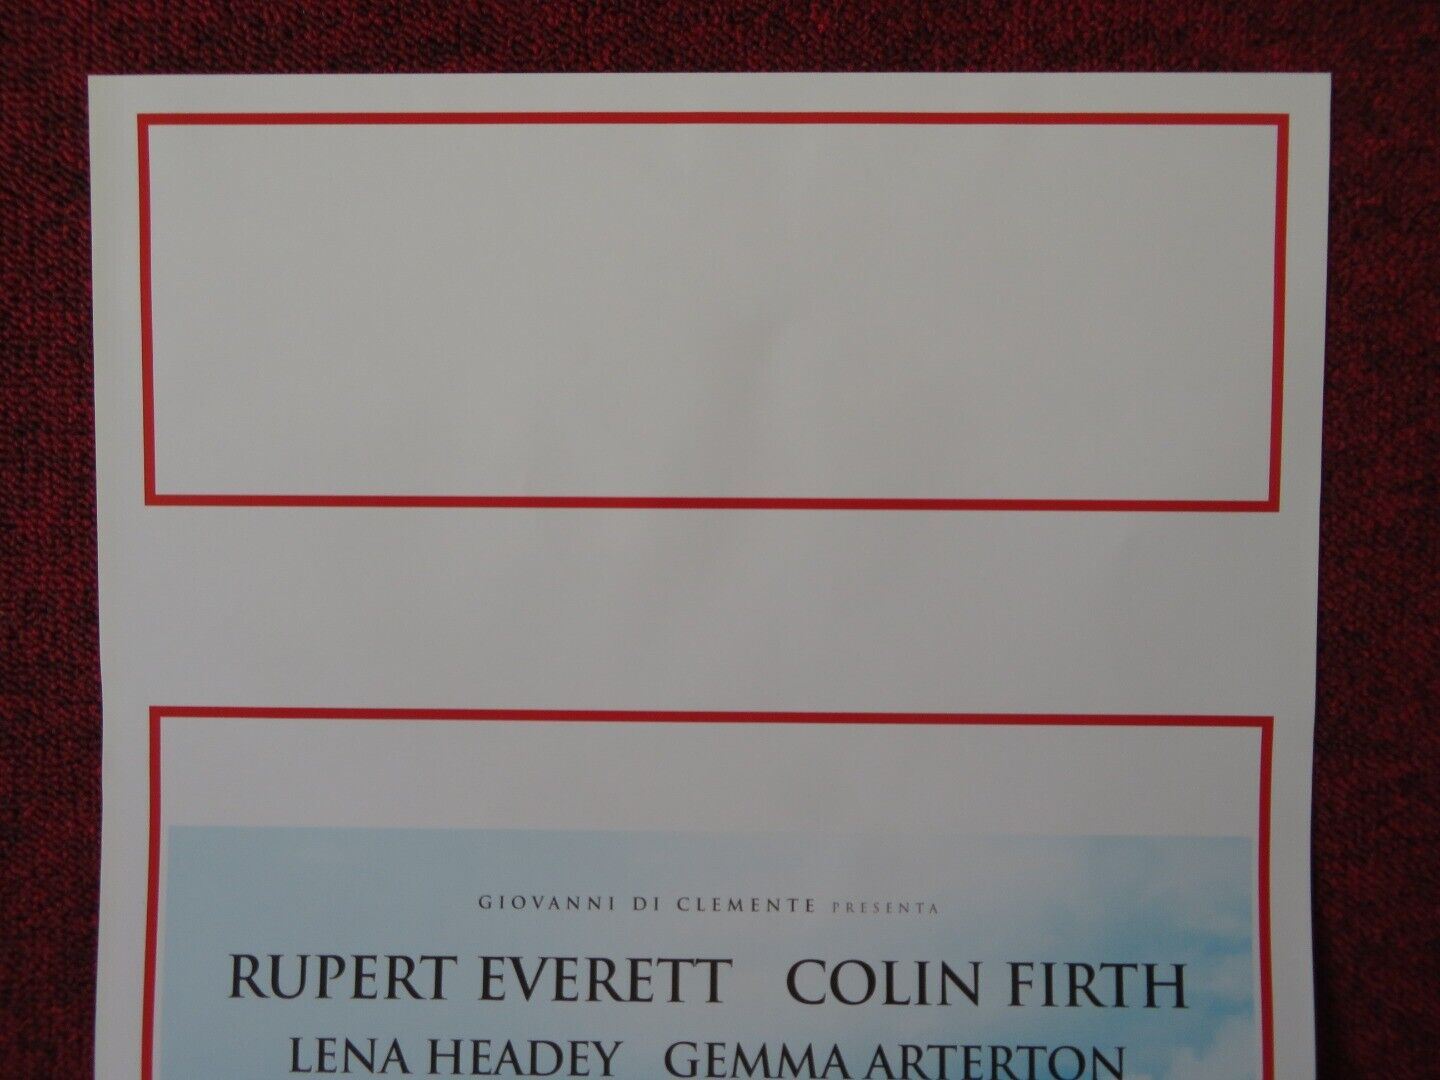 GIOVANNI DI CLEMENTE PRESENTA
RUPERT EVERETT COLIN FIRTH
LENA HEADEY GEMMA ARTERTON